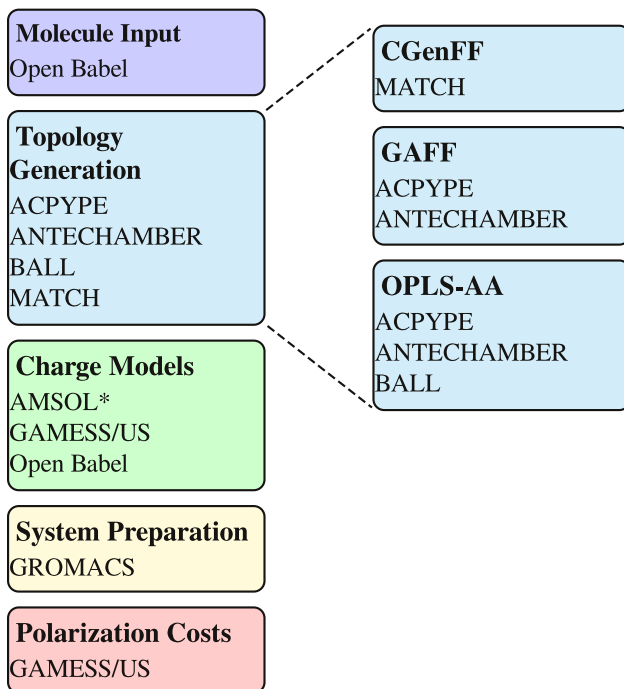 Molecule Input
Open Babel
Topology
Generation
ACPYPE
ANTECHAMBER
BALL
MATCH
Charge Models
AMSOL*
GAMESS/US
Open Babel
System Preparation
GROMACS
Polarization Costs
GAMESS/US
CGenFF
MATCH
GAFF
ACPYPE
ANTECHAMBER
OPLS-AA
ACPYPE
ANTECHAMBER
BALL